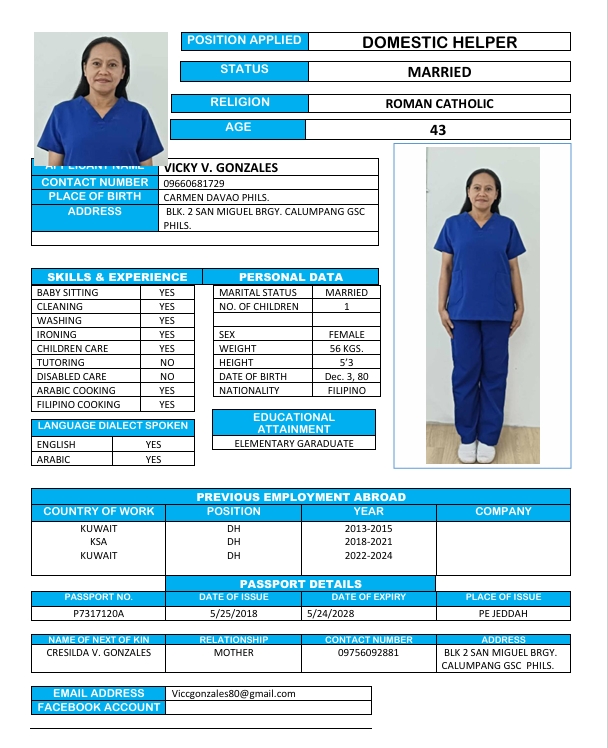 POSITION APPLIED DOMESTIC HELPER
STATUS MARRIED
RELIGION ROMAN CATHOLIC
AGE 43
APPLICANT NAME VICKY V. GONZALES
CONTACT NUMBER 09660681729
PLACE OF BIRTH CARMEN DAVAO PHILS.
ADDRESS BLK. 2 SAN MIGUEL BRGY. CALUMPANG GSC
PHILS.
SKILLS & EXPERIENCE
BABY SITTING YES
CLEANING YES
WASHING YES
IRONING YES
CHILDREN CARE YES
TUTORING NO
DISABLED CARE NO
ARABIC COOKING YES
FILIPINO COOKING YES
PERSONAL DATA
MARITAL STATUS MARRIED
NO. OF CHILDREN 1
SEX FEMALE
WEIGHT 56 KGS.
HEIGHT 5’3
DATE OF BIRTH Dec. 3, 80
NATIONALITY FILIPINO
LANGUAGE DIALECT SPOKEN
ENGLISH YES
ARABIC YES
EDUCATIONAL
ATTAINMENT
ELEMENTARY GARADUATE
PREVIOUS EMPLOYMENT ABROAD
COUNTRY OF WORK POSITION YEAR COMPANY
KUWAIT DH 2013-2015
KSA DH 2018-2021
KUWAIT DH 2022-2024
PASSPORT DETAILS
PASSPORT NO. DATE OF ISSUE DATE OF EXPIRY PLACE OF ISSUE
P7317120A 5/25/2018 5/24/2028 PE JEDDAH
NAME OF NEXT OF KIN RELATIONSHIP CONTACT NUMBER ADDRESS
CRESILDA V. GONZALES MOTHER 09756092881 BLK 2 SAN MIGUEL BRGY.
CALUMPANG GSC PHILS.
EMAIL ADDRESS Viccgonzales80@gmail.com
FACEBOOK ACCOUNT